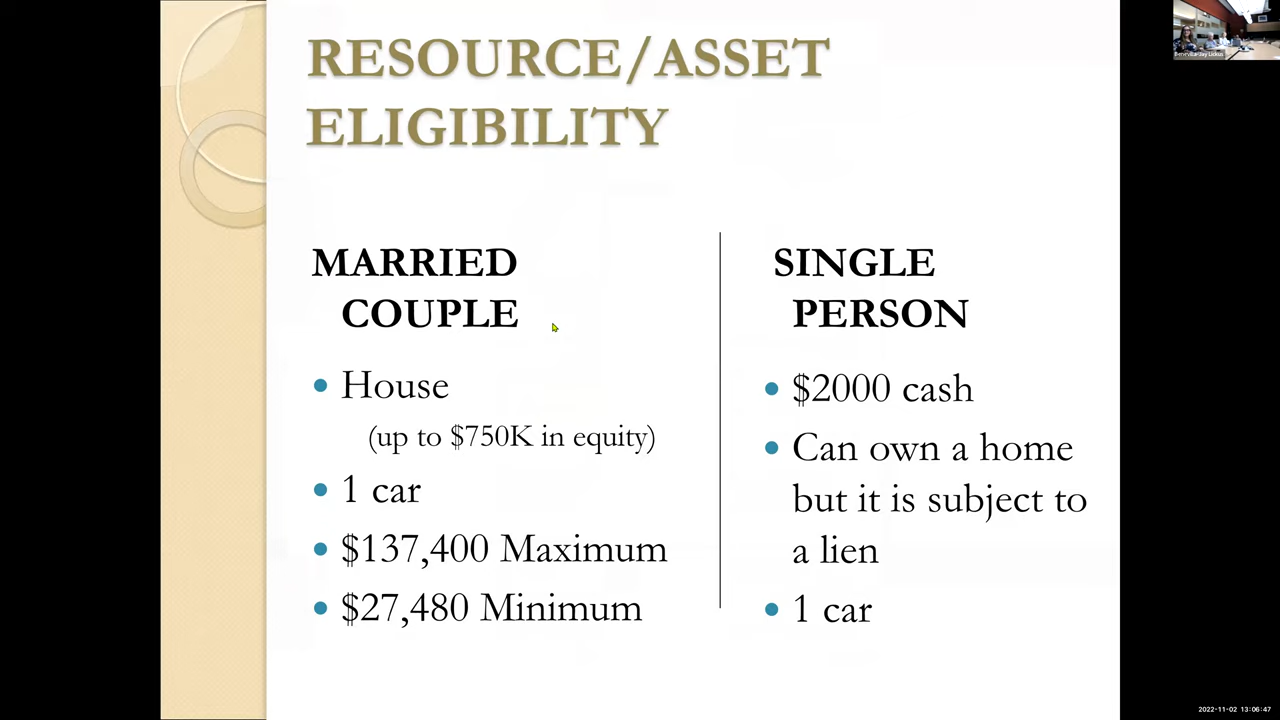 RESOURCE/ASSET
ELIGIBILITY
MARRIED
COUPLE
• House
(up to $750K in equity)
• 1 car
• $137,400 Maximum
• $27,480 Minimum
SINGLE
PERSON
• $2000 cash
• Can own a home
but it is subject to
a lien
• 1 car
2022-11-02 13:06:47